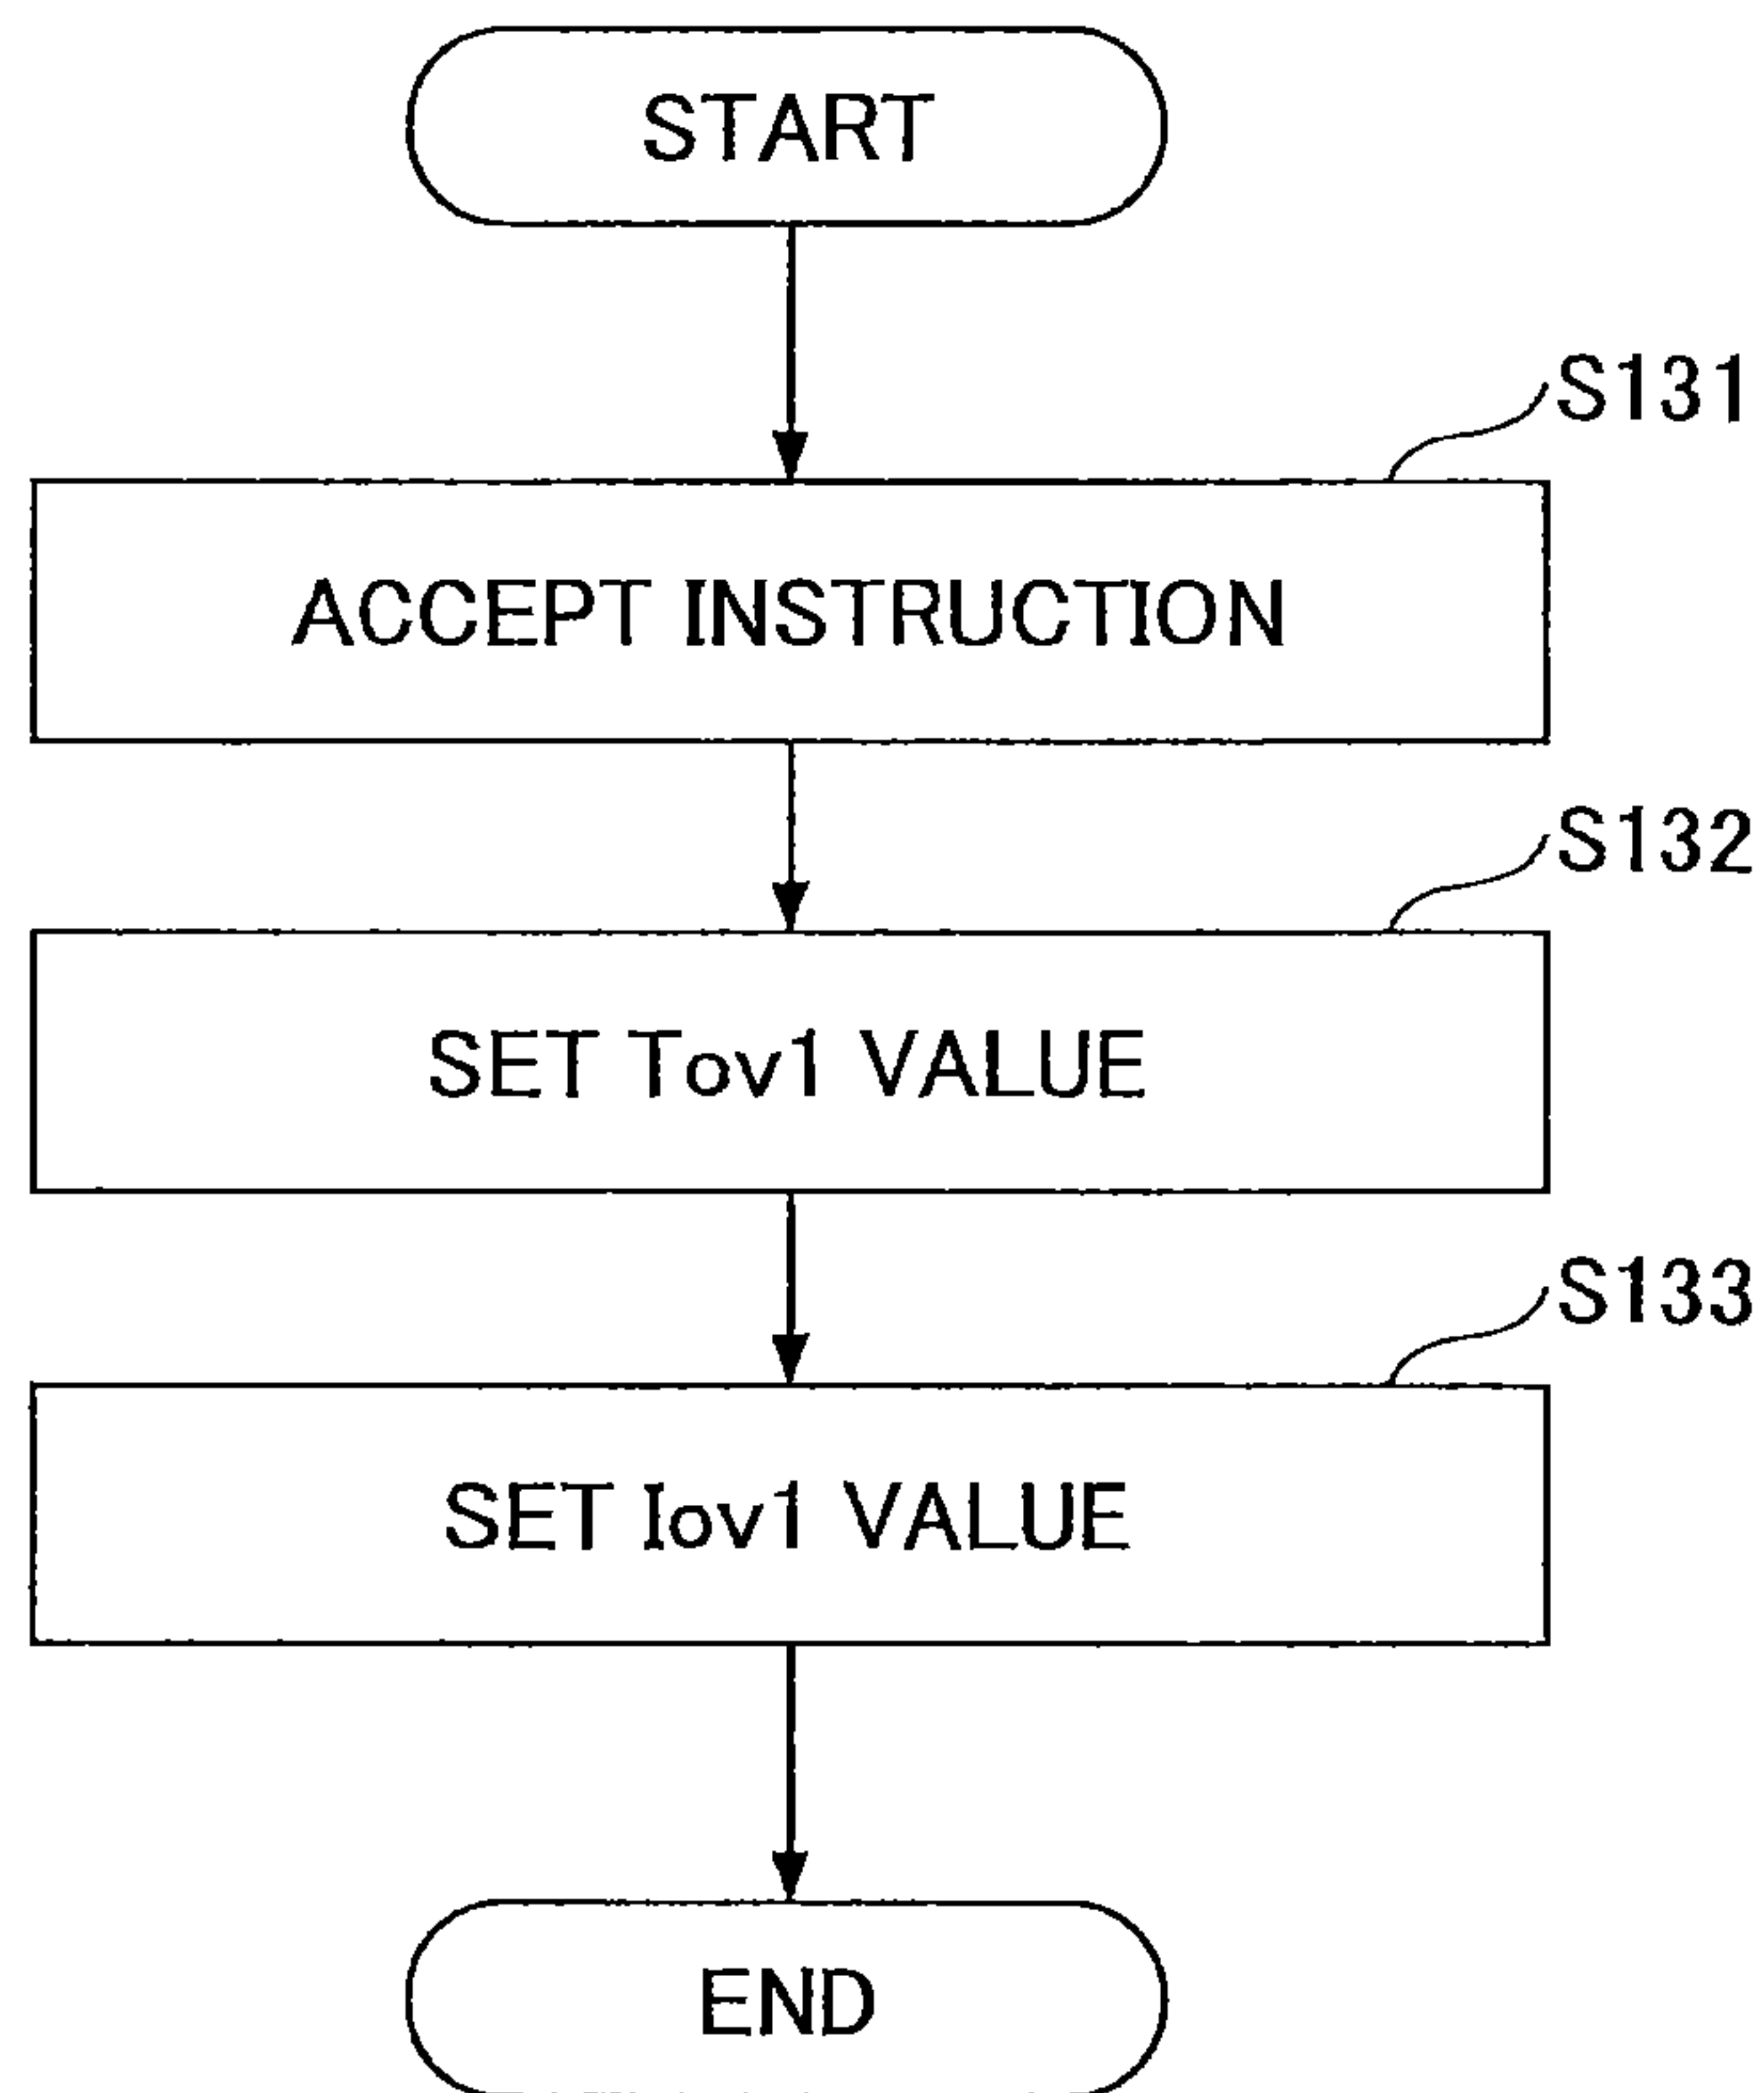 START
S131
ACCEPT INSTRUCTION
S132
SET Tov1 VALUE
S133
SET Iov1 VALUE
END